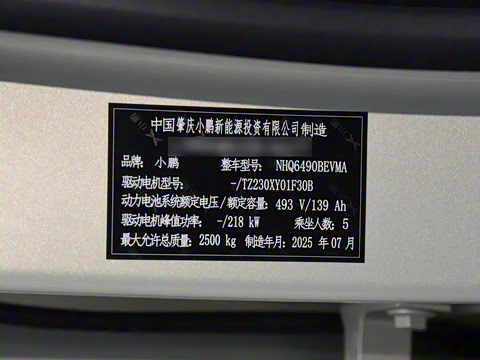 中国肇庆小鹏新能源投资有限公司制造
品牌: 小鹏 整车型号: NHQ6490BEVMA
驱动电机型号: -/TZ230XY01F30B
动力电池系统额定电压/额定容量: 493 V/139 Ah
驱动电机峰值功率: -/218 kW 乘坐人数: 5
最大允许总质量: 2500 kg 制造年月: 2025 年07 月